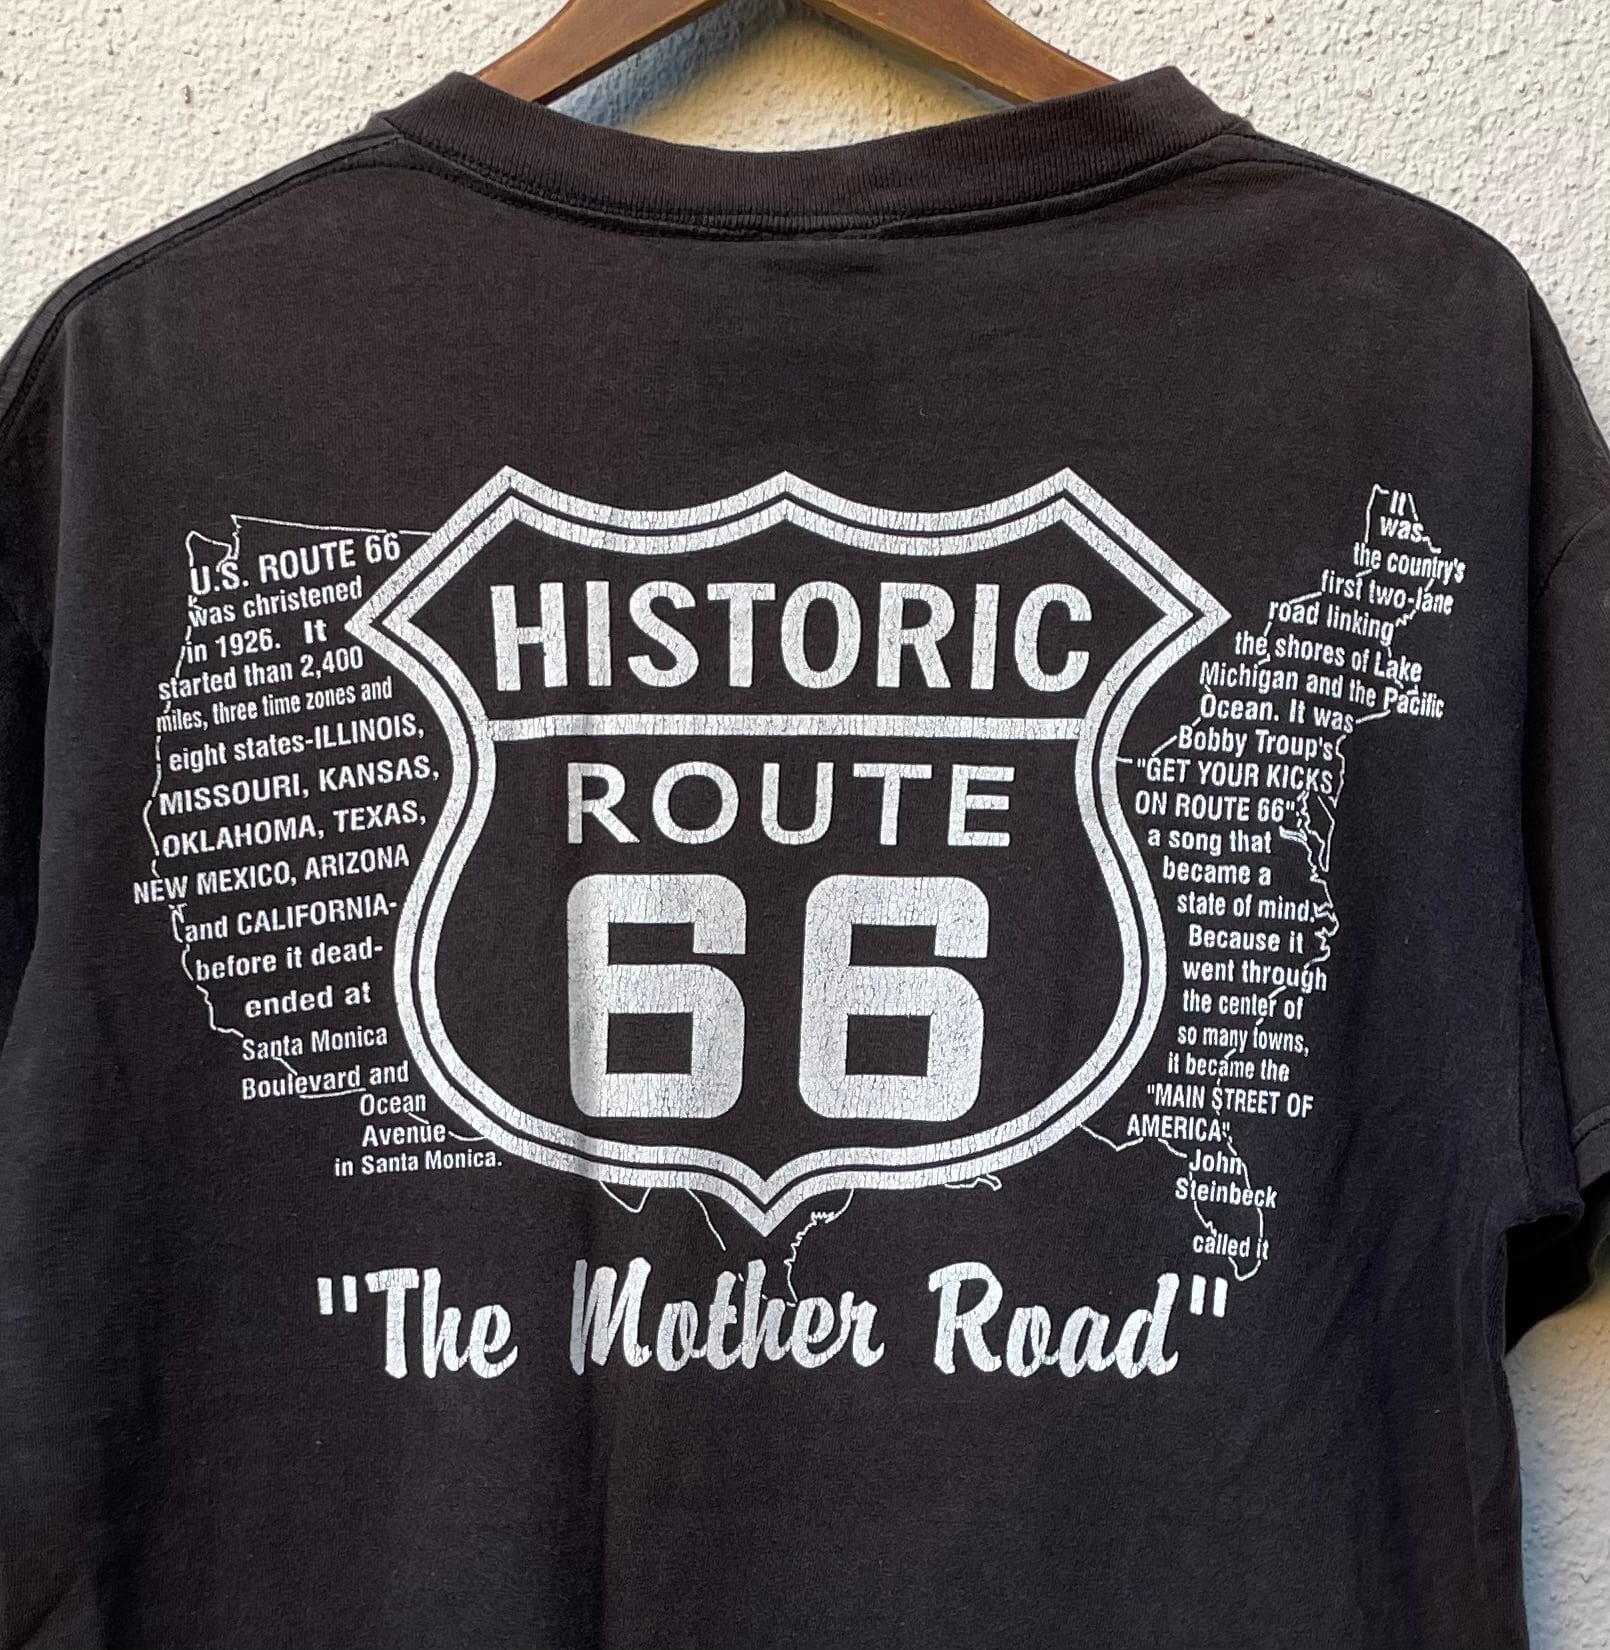 U.S. ROUTE 66
was christened
in 1926. It
started than 2,400
miles, three time zones and
eight states-ILLINOIS,
MISSOURI, KANSAS,
OKLAHOMA, TEXAS,
NEW MEXICO, ARIZONA
and CALIFORNIA-
before it dead-
ended at
Santa Monica
Boulevard and
Ocean
Avenue
in Santa Monica.
HISTORIC
ROUTE
66
It
was
the country's
first two-lane
road linking
the shores of Lake
Michigan and the Pacific
Ocean. It was
Bobby Troup's
"GET YOUR KICKS
ON ROUTE 66",
a song that
became a
state of mind.
Because it
went through
the center of
so many towns,
it became the
"MAIN STREET OF
AMERICA".
John
Steinbeck
called it
"The Mother Road"